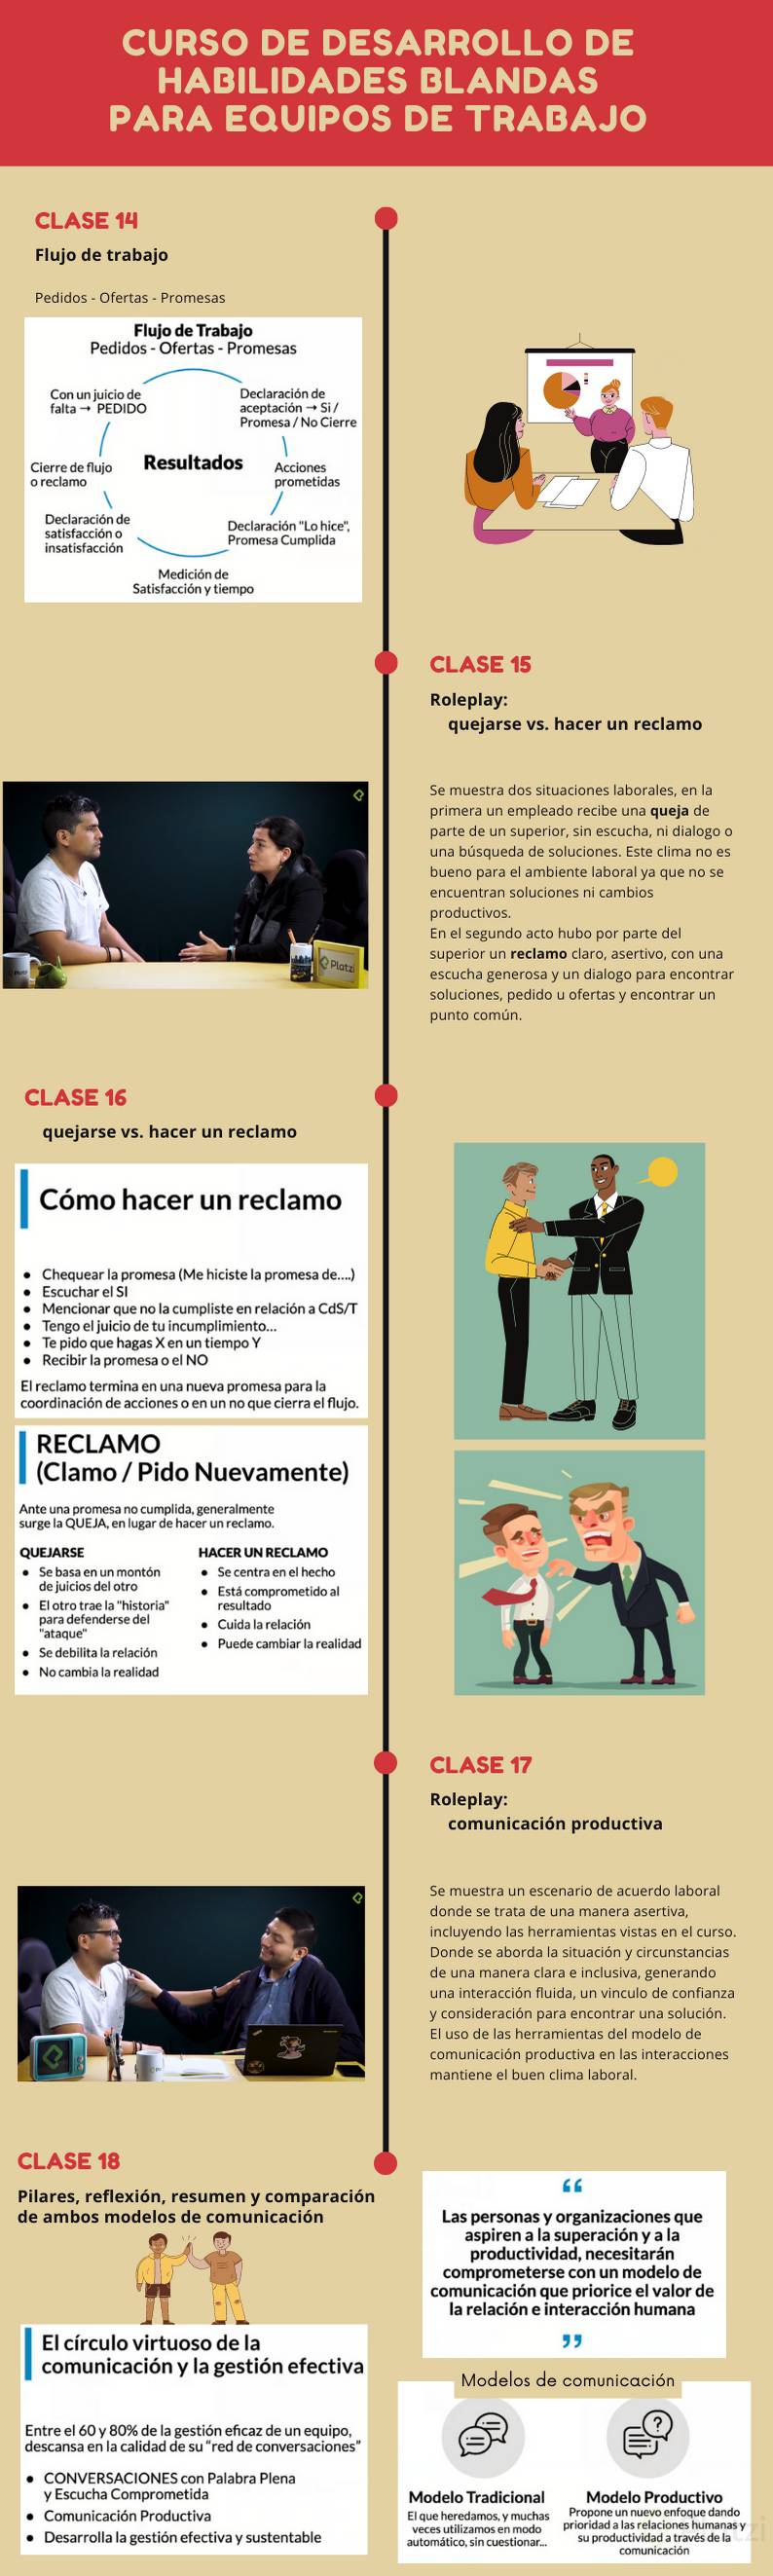 CURSO DE DESARROLLO DE
HABILIDADES BLANDAS
PARA EQUIPOS DE TRABAJO
CLASE 14
Flujo de trabajo
Pedidos - Ofertas - Promesas
Flujo de Trabajo
Pedidos - Ofertas - Promesas
Con un juicio de
falta → PEDIDO
Declaración de
aceptación → Si /
Promesa / No Cierre
Cierre de flujo
o reclamo
Resultados
Acciones
prometidas
Declaración de
satisfacción o
insatisfacción
Declaración "Lo hice",
Promesa Cumplida
Medición de
Satisfacción y tiempo
CLASE 15
Roleplay:
quejarse vs. hacer un reclamo
Se muestra dos situaciones laborales, en la
primera un empleado recibe una queja de
parte de un superior, sin escucha, ni dialogo o
una búsqueda de soluciones. Este clima no es
bueno para el ambiente laboral ya que no se
encuentran soluciones ni cambios
productivos.
En el segundo acto hubo por parte del
superior un reclamo claro, asertivo, con una
escucha generosa y un dialogo para encontrar
soluciones, pedido u ofertas y encontrar un
punto común.
Platzi
CLASE 16
quejarse vs. hacer un reclamo
Cómo hacer un reclamo
● Chequear la promesa (Me hiciste la promesa de....)
● Escuchar el SI
● Mencionar que no la cumpliste en relación a CdS/T
● Tengo el juicio de tu incumplimiento...
● Te pido que hagas X en un tiempo Y
● Recibir la promesa o el NO
El reclamo termina en una nueva promesa para la
coordinación de acciones o en un no que cierra el flujo.
RECLAMO
(Clamo / Pido Nuevamente)
Ante una promesa no cumplida, generalmente
surge la QUEJA, en lugar de hacer un reclamo.
QUEJARSE
● Se basa en un montón
de juicios del otro
● El otro trae la "historia"
para defenderse del
"ataque"
● Se debilita la relación
● No cambia la realidad
HACER UN RECLAMO
● Se centra en el hecho
● Está comprometido al
resultado
● Cuida la relación
● Puede cambiar la realidad
CLASE 17
Roleplay:
comunicación productiva
Se muestra un escenario de acuerdo laboral
donde se trata de una manera asertiva,
incluyendo las herramientas vistas en el curso.
Donde se aborda la situación y circunstancias
de una manera clara e inclusiva, generando
una interacción fluida, un vinculo de confianza
y consideración para encontrar una solución.
El uso de las herramientas del modelo de
comunicación productiva en las interacciones
mantiene el buen clima laboral.
CLASE 18
Pilares, reflexión, resumen y comparación
de ambos modelos de comunicación
El círculo virtuoso de la
comunicación y la gestión efectiva
Entre el 60 y 80% de la gestión eficaz de un equipo,
descansa en la calidad de su “red de conversaciones”
● CONVERSACIONES con Palabra Plena
y Escucha Comprometida
● Comunicación Productiva
● Desarrolla la gestión efectiva y sustentable
“
Las personas y organizaciones que
aspiren a la superación y a la
productividad, necesitarán
comprometerse con un modelo de
comunicación que priorice el valor de
la relación e interacción humana
”
Modelos de comunicación
Modelo Tradicional
El que heredamos, y muchas
veces utilizamos en modo
automático, sin cuestionar...
Modelo Productivo
Propone un nuevo enfoque dando
prioridad a las relaciones humanas y
su productividad a través de la
comunicación